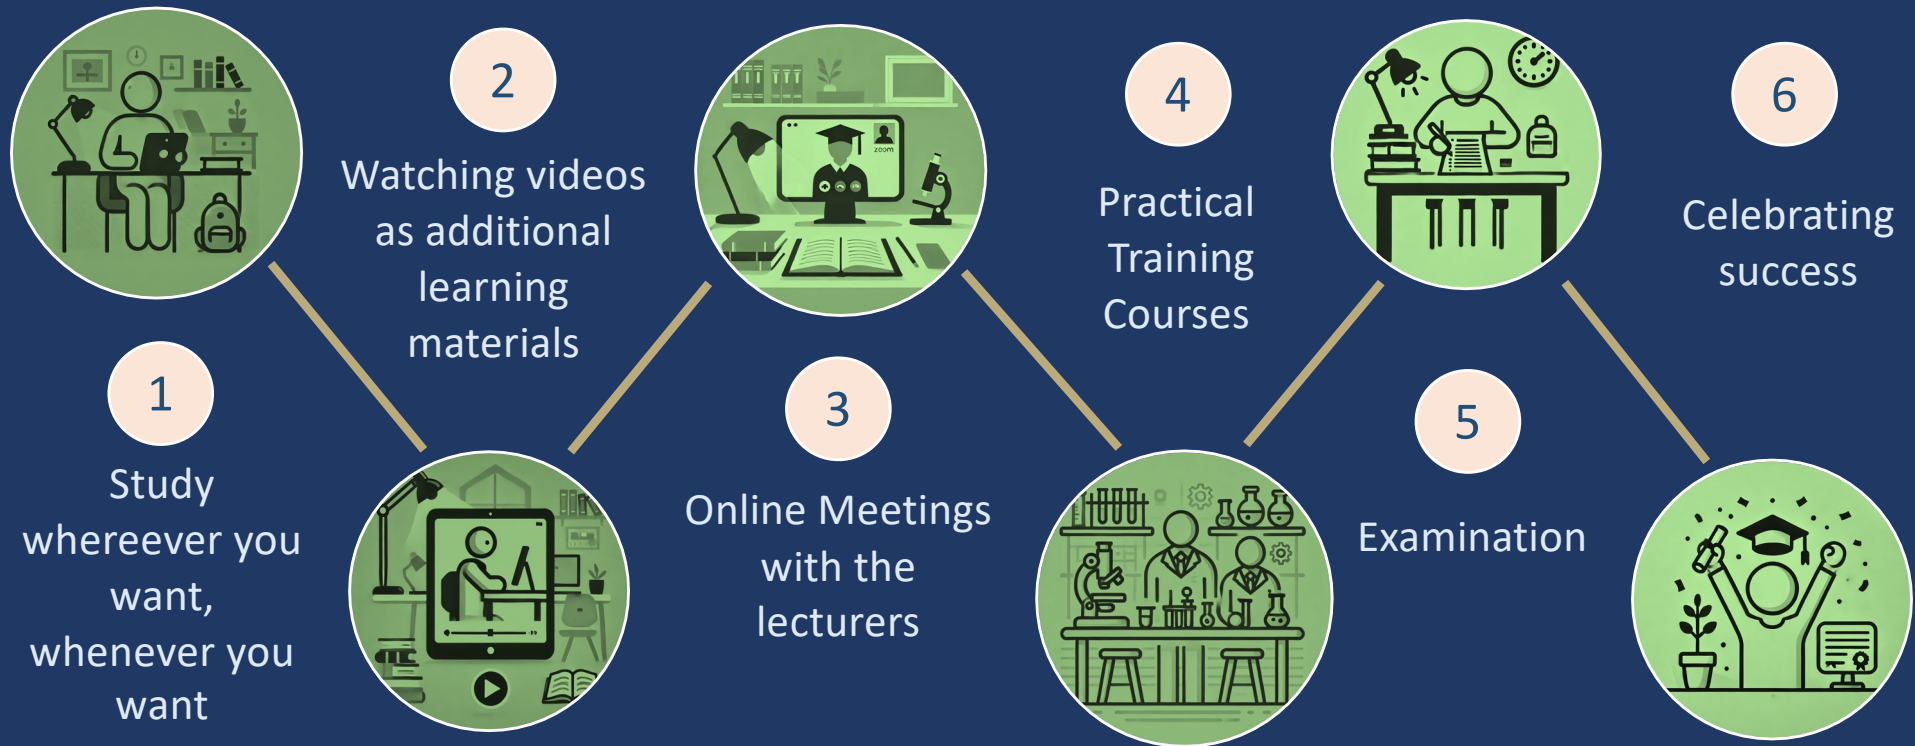 1
Study
whereever you
want,
whenever you
want
2
Watching videos
as additional
learning
materials
zoom
3
Online Meetings
with the
lecturers
4
Practical
Training
Courses
5
Examination
6
Celebrating
success